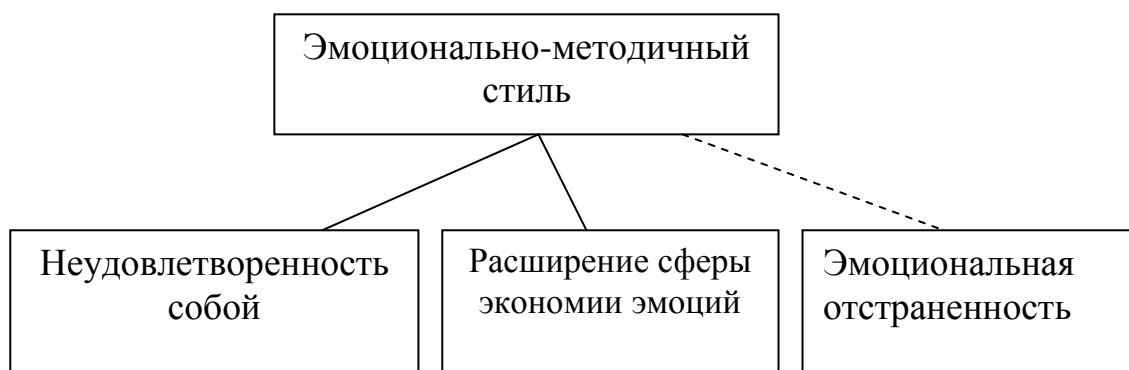 Эмоционально-методичный
стиль
Неудовлетворенность
собой
Расширение сферы
экономии эмоций
Эмоциональная
отстраненность